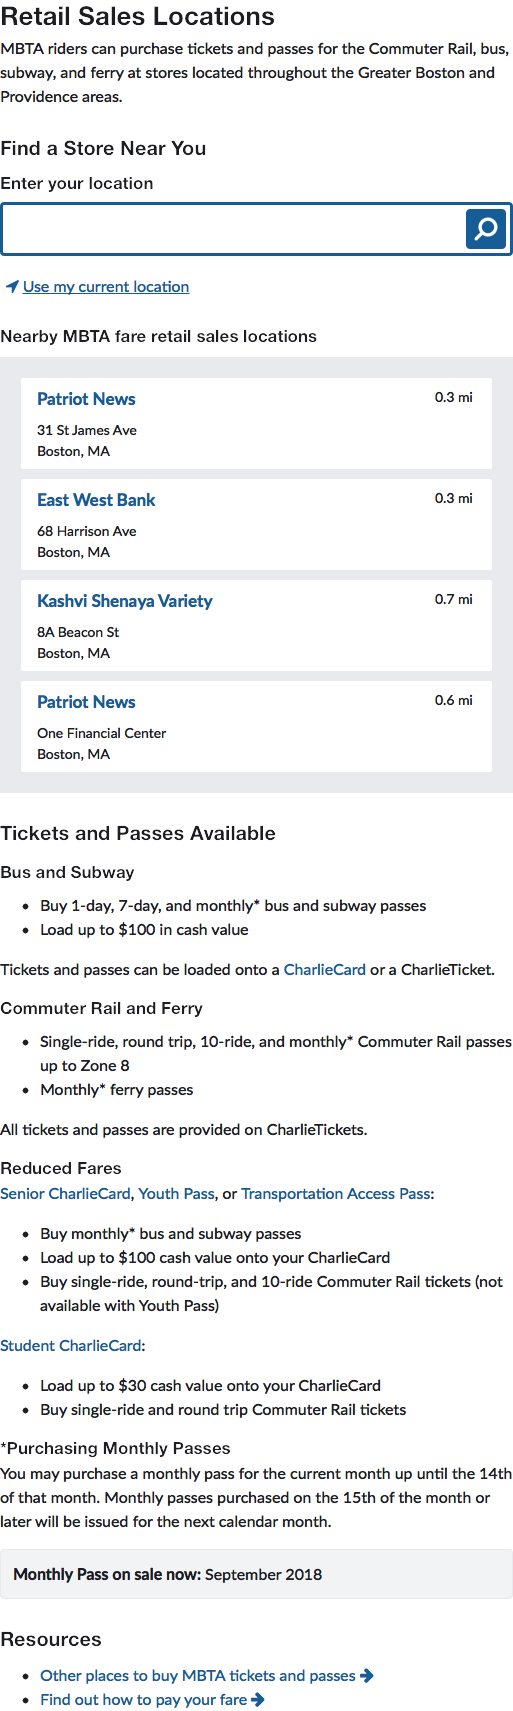 Retail Sales Locations
MBTA riders can purchase tickets and passes for the Commuter Rail, bus,
subway, and ferry at stores located throughout the Greater Boston and
Providence areas.
Find a Store Near You
Enter your location
Use my current location
Nearby MBTA fare retail sales locations
Patriot News 0.3 mi
31 St James Ave
Boston, MA
East West Bank 0.3 mi
68 Harrison Ave
Boston, MA
Kashvi Shenaya Variety 0.7 mi
8A Beacon St
Boston, MA
Patriot News 0.6 mi
One Financial Center
Boston, MA
Tickets and Passes Available
Bus and Subway
• Buy 1-day, 7-day, and monthly* bus and subway passes
• Load up to $100 in cash value
Tickets and passes can be loaded onto a CharlieCard or a CharlieTicket.
Commuter Rail and Ferry
• Single-ride, round trip, 10-ride, and monthly* Commuter Rail passes
up to Zone 8
• Monthly* ferry passes
All tickets and passes are provided on CharlieTickets.
Reduced Fares
Senior CharlieCard, Youth Pass, or Transportation Access Pass:
• Buy monthly* bus and subway passes
• Load up to $100 cash value onto your CharlieCard
• Buy single-ride, round-trip, and 10-ride Commuter Rail tickets (not
available with Youth Pass)
Student CharlieCard:
• Load up to $30 cash value onto your CharlieCard
• Buy single-ride and round trip Commuter Rail tickets
*Purchasing Monthly Passes
You may purchase a monthly pass for the current month up until the 14th
of that month. Monthly passes purchased on the 15th of the month or
later will be issued for the next calendar month.
Monthly Pass on sale now: September 2018
Resources
• Other places to buy MBTA tickets and passes
• Find out how to pay your fare